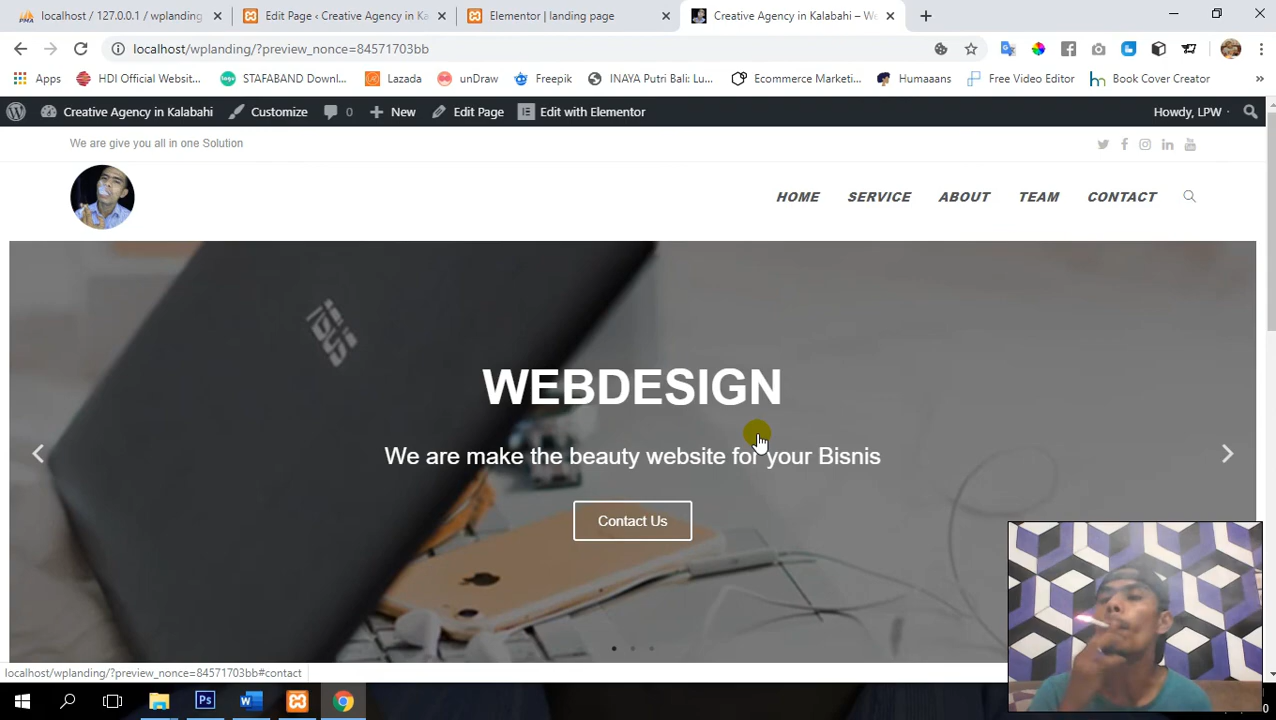 localhost / 127.0.0.1 / wplanding
Edit Page ‹ Creative Agency in Ka
Elementor | landing page
Creative Agency in Kalabahi – We
localhost/wplanding/?preview_nonce=84571703bb
Apps
HDI Official Websit...
STAFABAND Downl...
Lazada
unDraw
Freepik
INAYA Putri Bali: Lu...
Ecommerce Marketi...
Humaaans
Free Video Editor
Book Cover Creator
»
Creative Agency in Kalabahi
Customize
0
New
Edit Page
Edit with Elementor
Howdy, LPW
We are give you all in one Solution
HOME
SERVICE
ABOUT
TEAM
CONTACT
WEBDESIGN
We are make the beauty website for your Bisnis
Contact Us
localhost/wplanding/?preview_nonce=84571703bb#contact